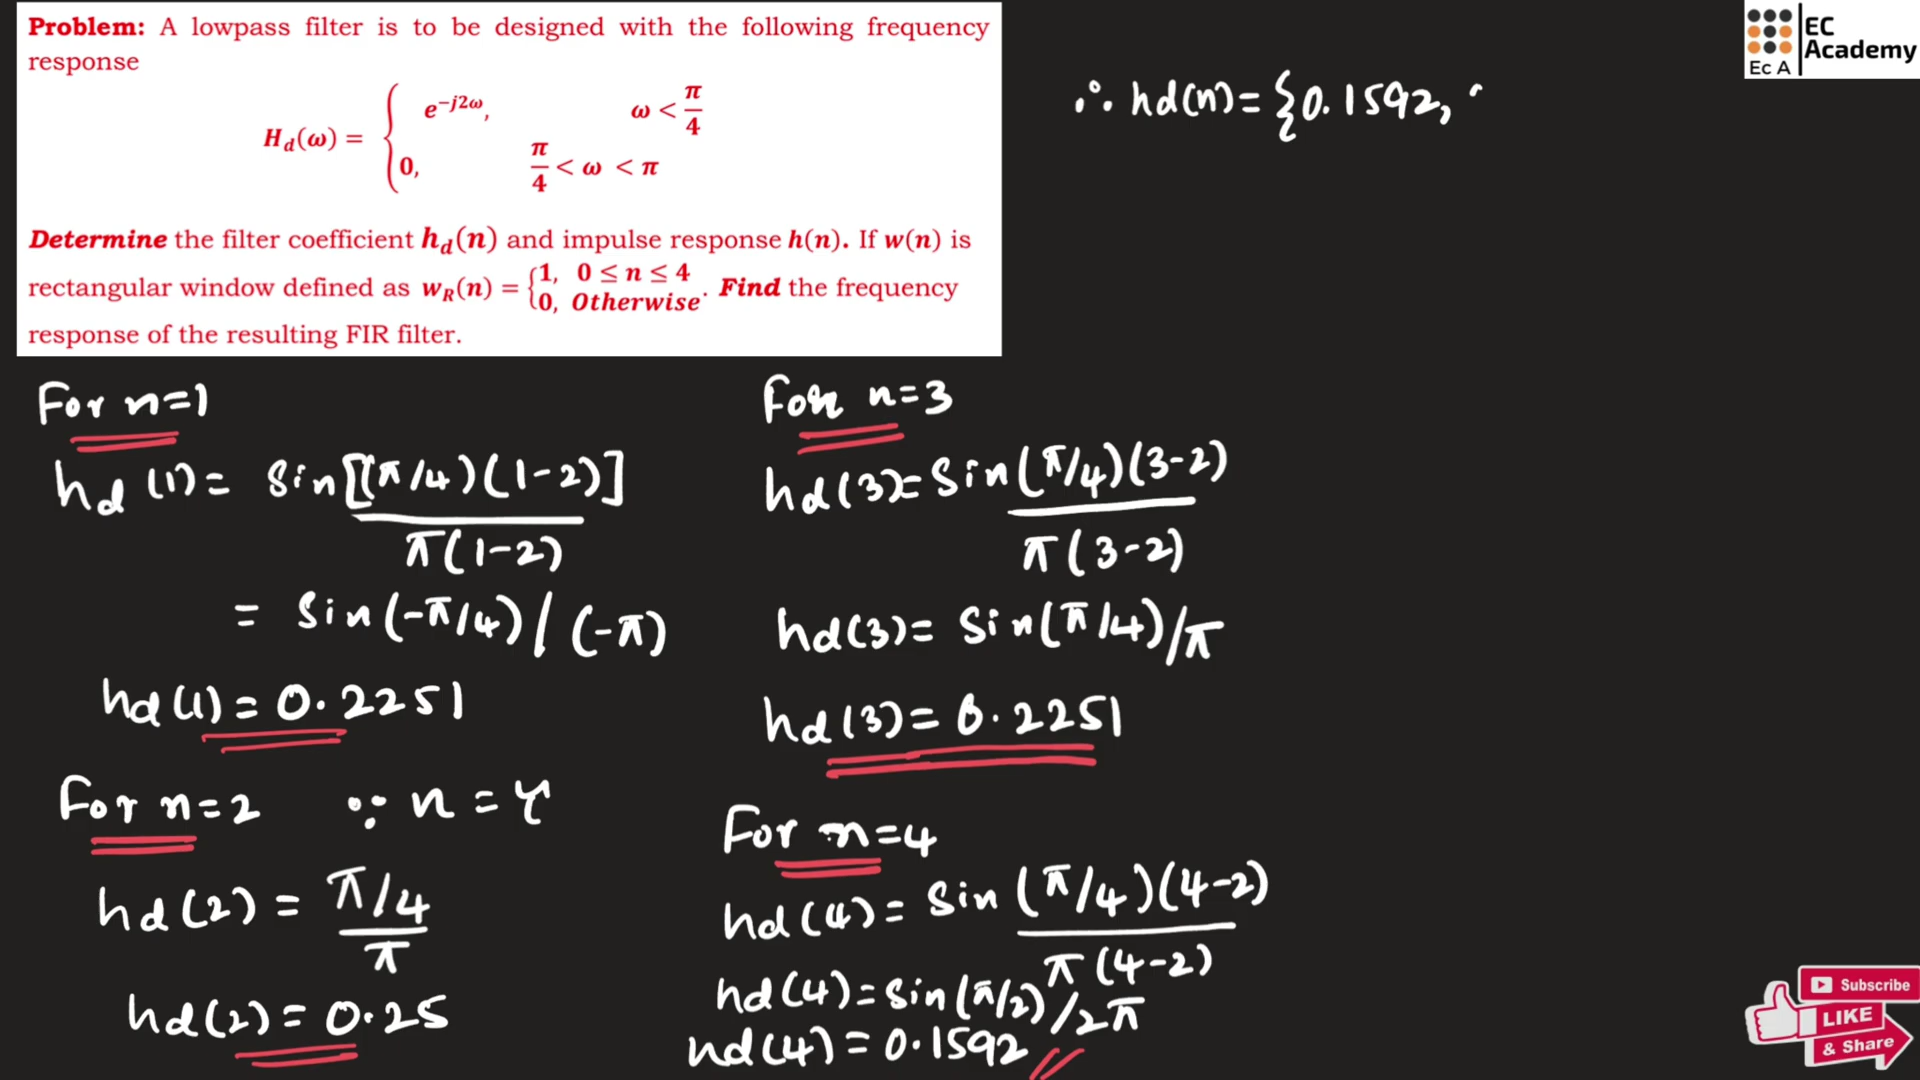 Problem: A lowpass filter is to be designed with the following frequency
response
H_d(ω) = { e^{-j2ω}, ω < π/4
0, π/4 < ω < π
Determine the filter coefficient h_d(n) and impulse response h(n). If w(n) is
rectangular window defined as w_R(n) = {1, 0 ≤ n ≤ 4
0, Otherwise. Find the frequency
response of the resulting FIR filter.
For n=1
hd (1) = Sin[(π/4)(1-2)]
π(1-2)
= Sin(-π/4) / (-π)
hd(1) = 0.2251
For n=2 ∵ n = τ
hd(2) = π/4
π
hd(2) = 0.25
For n=3
hd(3) = Sin(π/4)(3-2)
π(3-2)
hd(3) = Sin(π/4)/π
hd(3) = 0.2251
For n=4
hd(4) = Sin (π/4)(4-2)
π(4-2)
hd(4) = Sin(π/2)/2π
hd(4) = 0.1592
∴ hd(n) = {0.1592,
EC
Academy
Ec A
Subscribe
LIKE
& Share